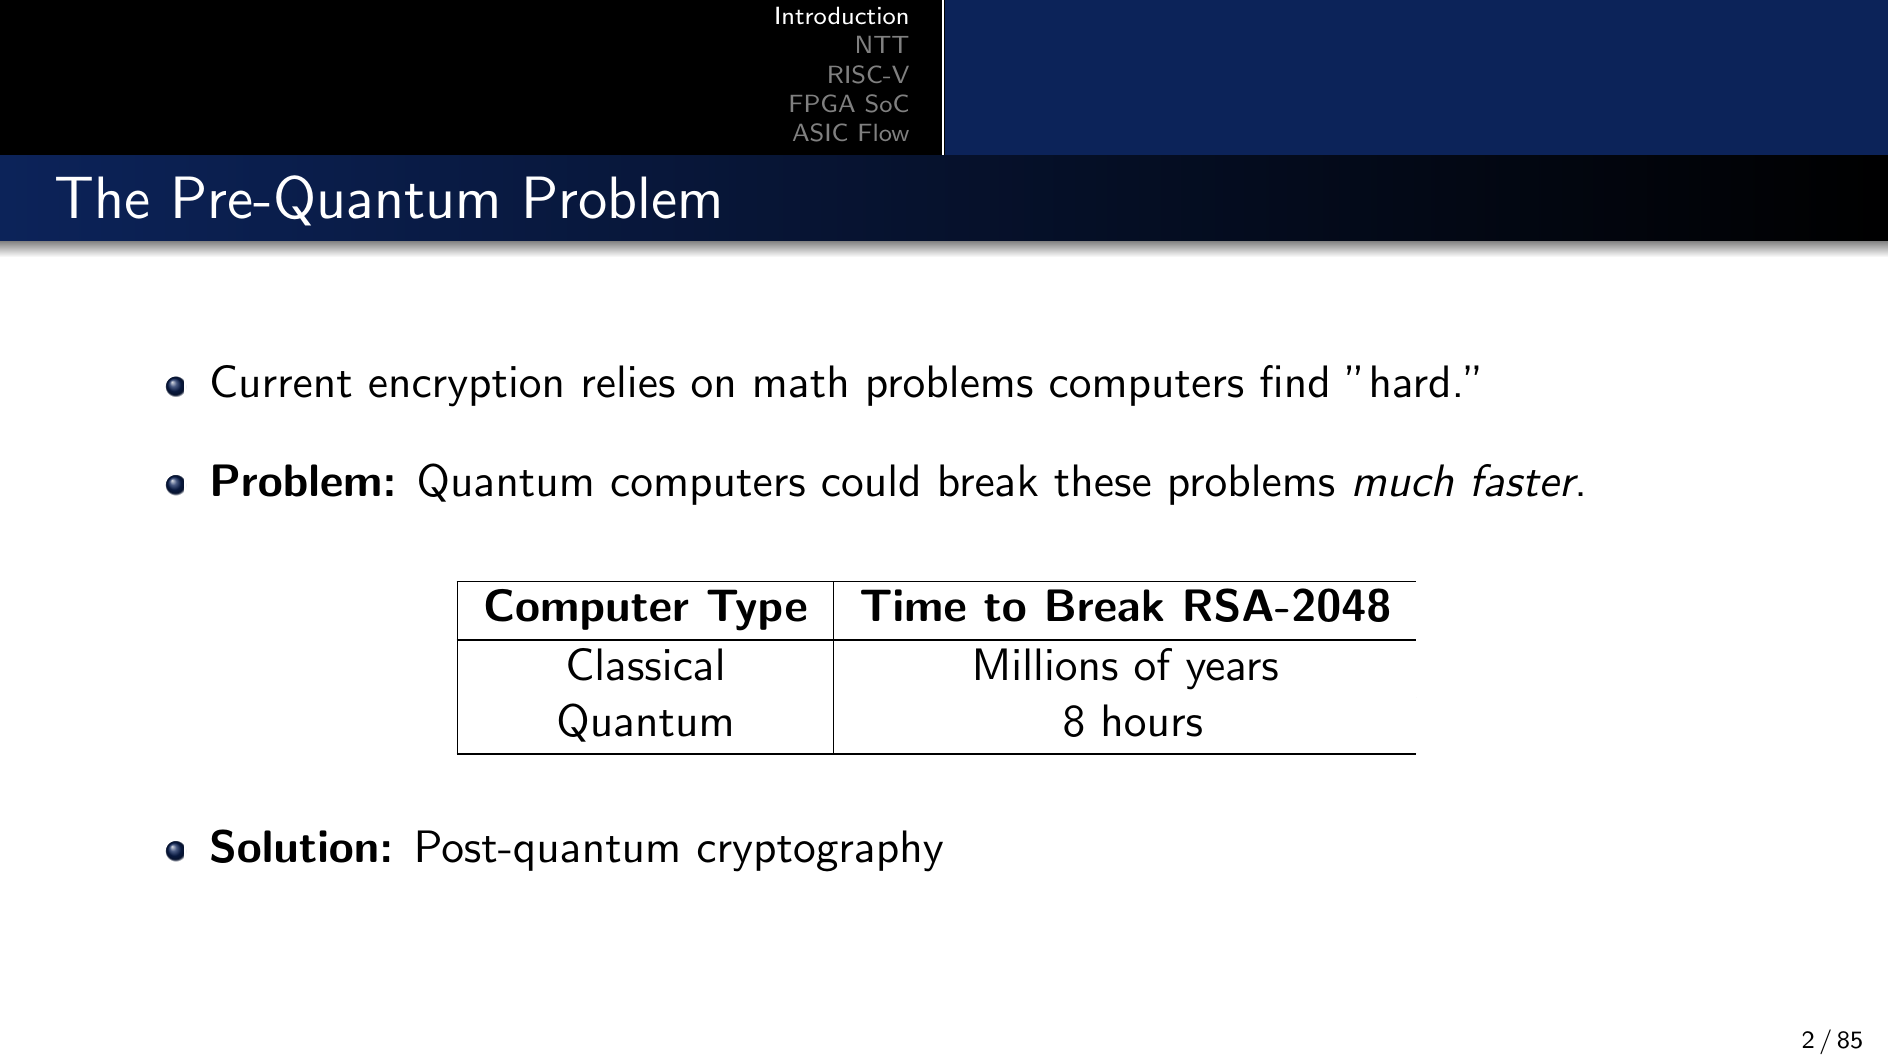 Introduction
NTT
RISC-V
FPGA SoC
ASIC Flow
The Pre-Quantum Problem
Current encryption relies on math problems computers find ”hard.”
Problem: Quantum computers could break these problems much faster.
Computer Type Time to Break RSA-2048
Classical Millions of years
Quantum 8 hours
Solution: Post-quantum cryptography
2 / 85